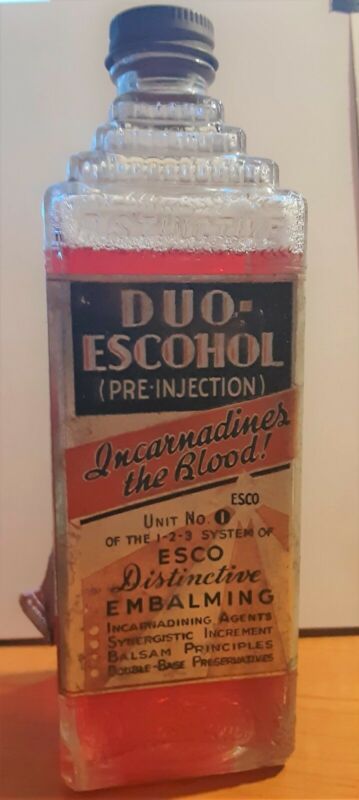 DISTINCTIVE
DUO-
ESCOHOL
(PRE-INJECTION)
Incarnadines
the Blood!
ESCO
UNIT NO. 1
OF THE 1-2-3 SYSTEM OF
ESCO
Distinctive
EMBALMING
INCARNADINING AGENTS
SYNERGISTIC INCREMENT
BALSAM PRINCIPLES
DOUBLE-BASE PRESERVATIVES